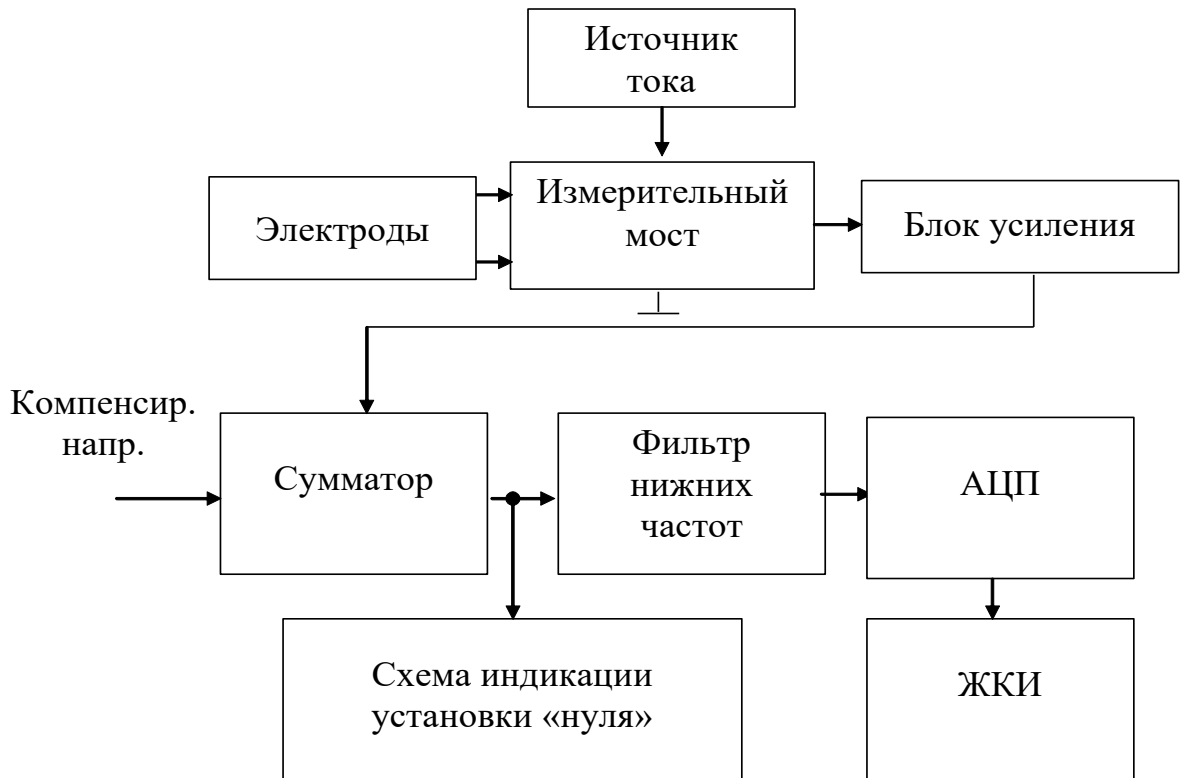 Источник
тока
Электроды
Измерительный
мост
Блок усиления
Компенсир.
напр.
Сумматор
Фильтр
нижних
частот
АЦП
Схема индикации
установки «нуля»
ЖКИ